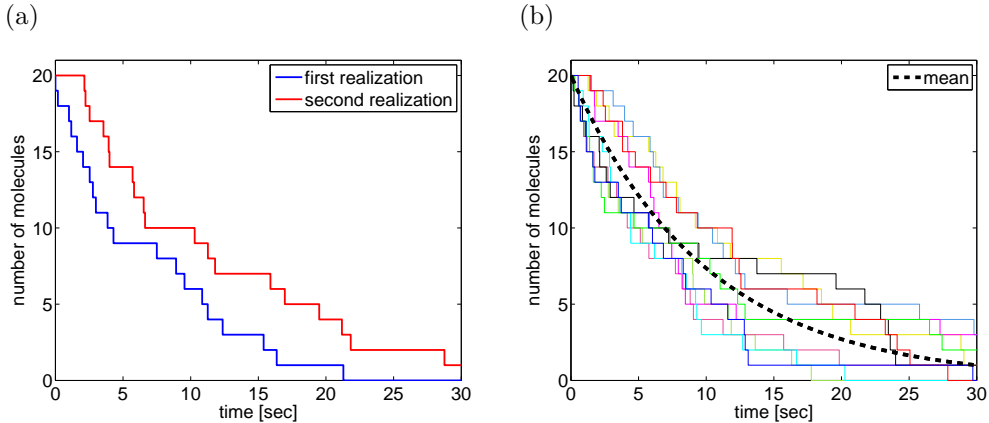 (a)
first realization
second realization
20
15
10
5
0
number of molecules
0 5 10 15 20 25 30
time [sec]
(b)
mean
20
15
10
5
0
number of molecules
0 5 10 15 20 25 30
time [sec]